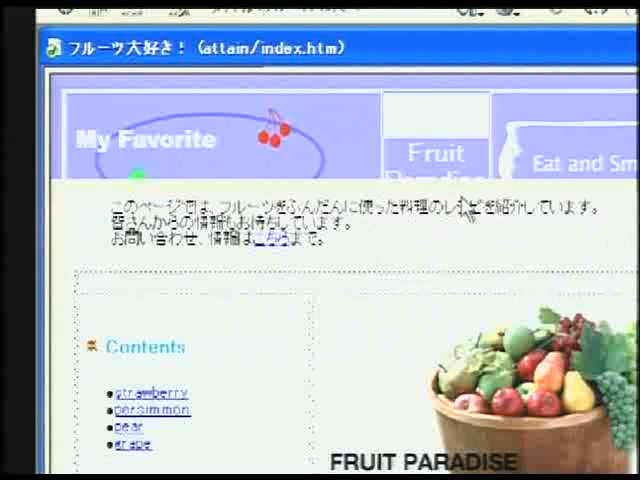 フルーツ大好き! (attain/index.htm)
My Favorite
Fruit
Paradise
Eat and Sm
このページでは、フルーツをふんだんに使った料理のレシピを紹介しています。
皆さんからの情報もお待ちしています。
お問い合わせ、情報はこちらまで。
Contents
strawberry
persimmon
pear
grape
FRUIT PARADISE